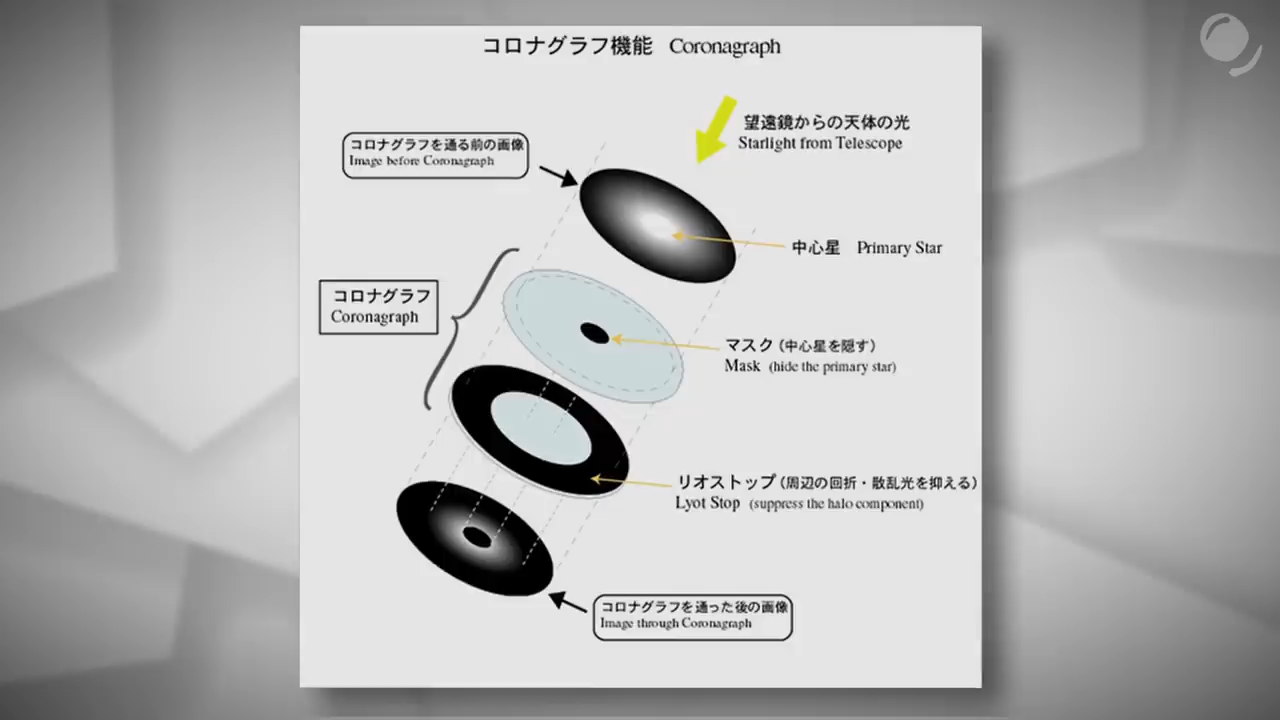 コロナグラフ機能 Coronagraph
望遠鏡からの天体の光
Starlight from Telescope
コロナグラフを通る前の画像
Image before Coronagraph
中心星 Primary Star
コロナグラフ
Coronagraph
マスク（中心星を隠す）
Mask (hide the primary star)
リオストップ（周辺の回折・散乱光を抑える）
Lyot Stop (suppress the halo component)
コロナグラフを通った後の画像
Image through Coronagraph